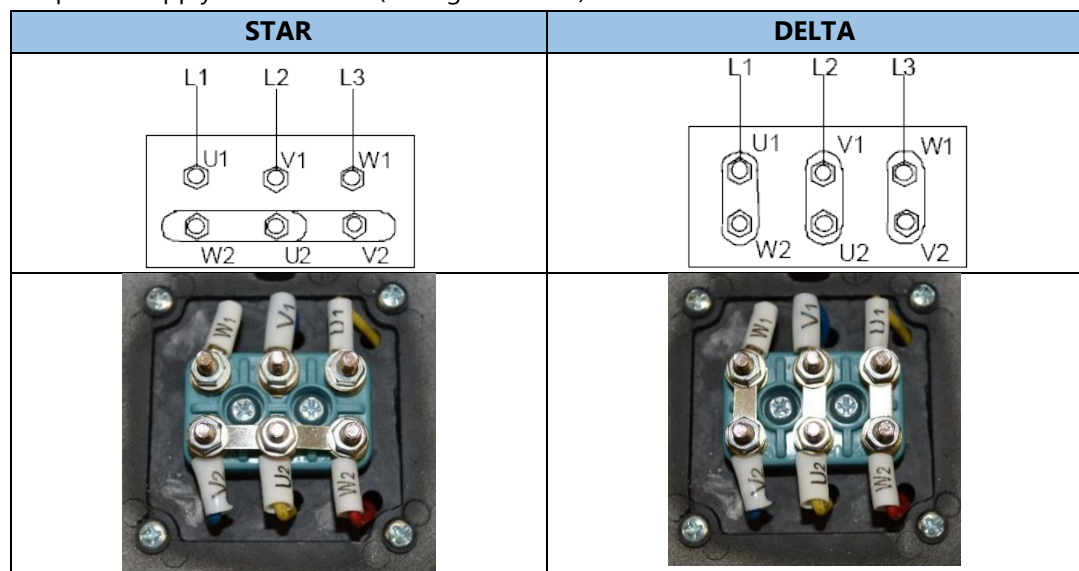 STAR DELTA
L1 L2 L3
U1 V1 W1
W2 U2 V2
L1 L2 L3
U1 V1 W1
W2 U2 V2
W1 V1 U1
V2 U2 W2
W1 V1 U1
V2 U2 W2